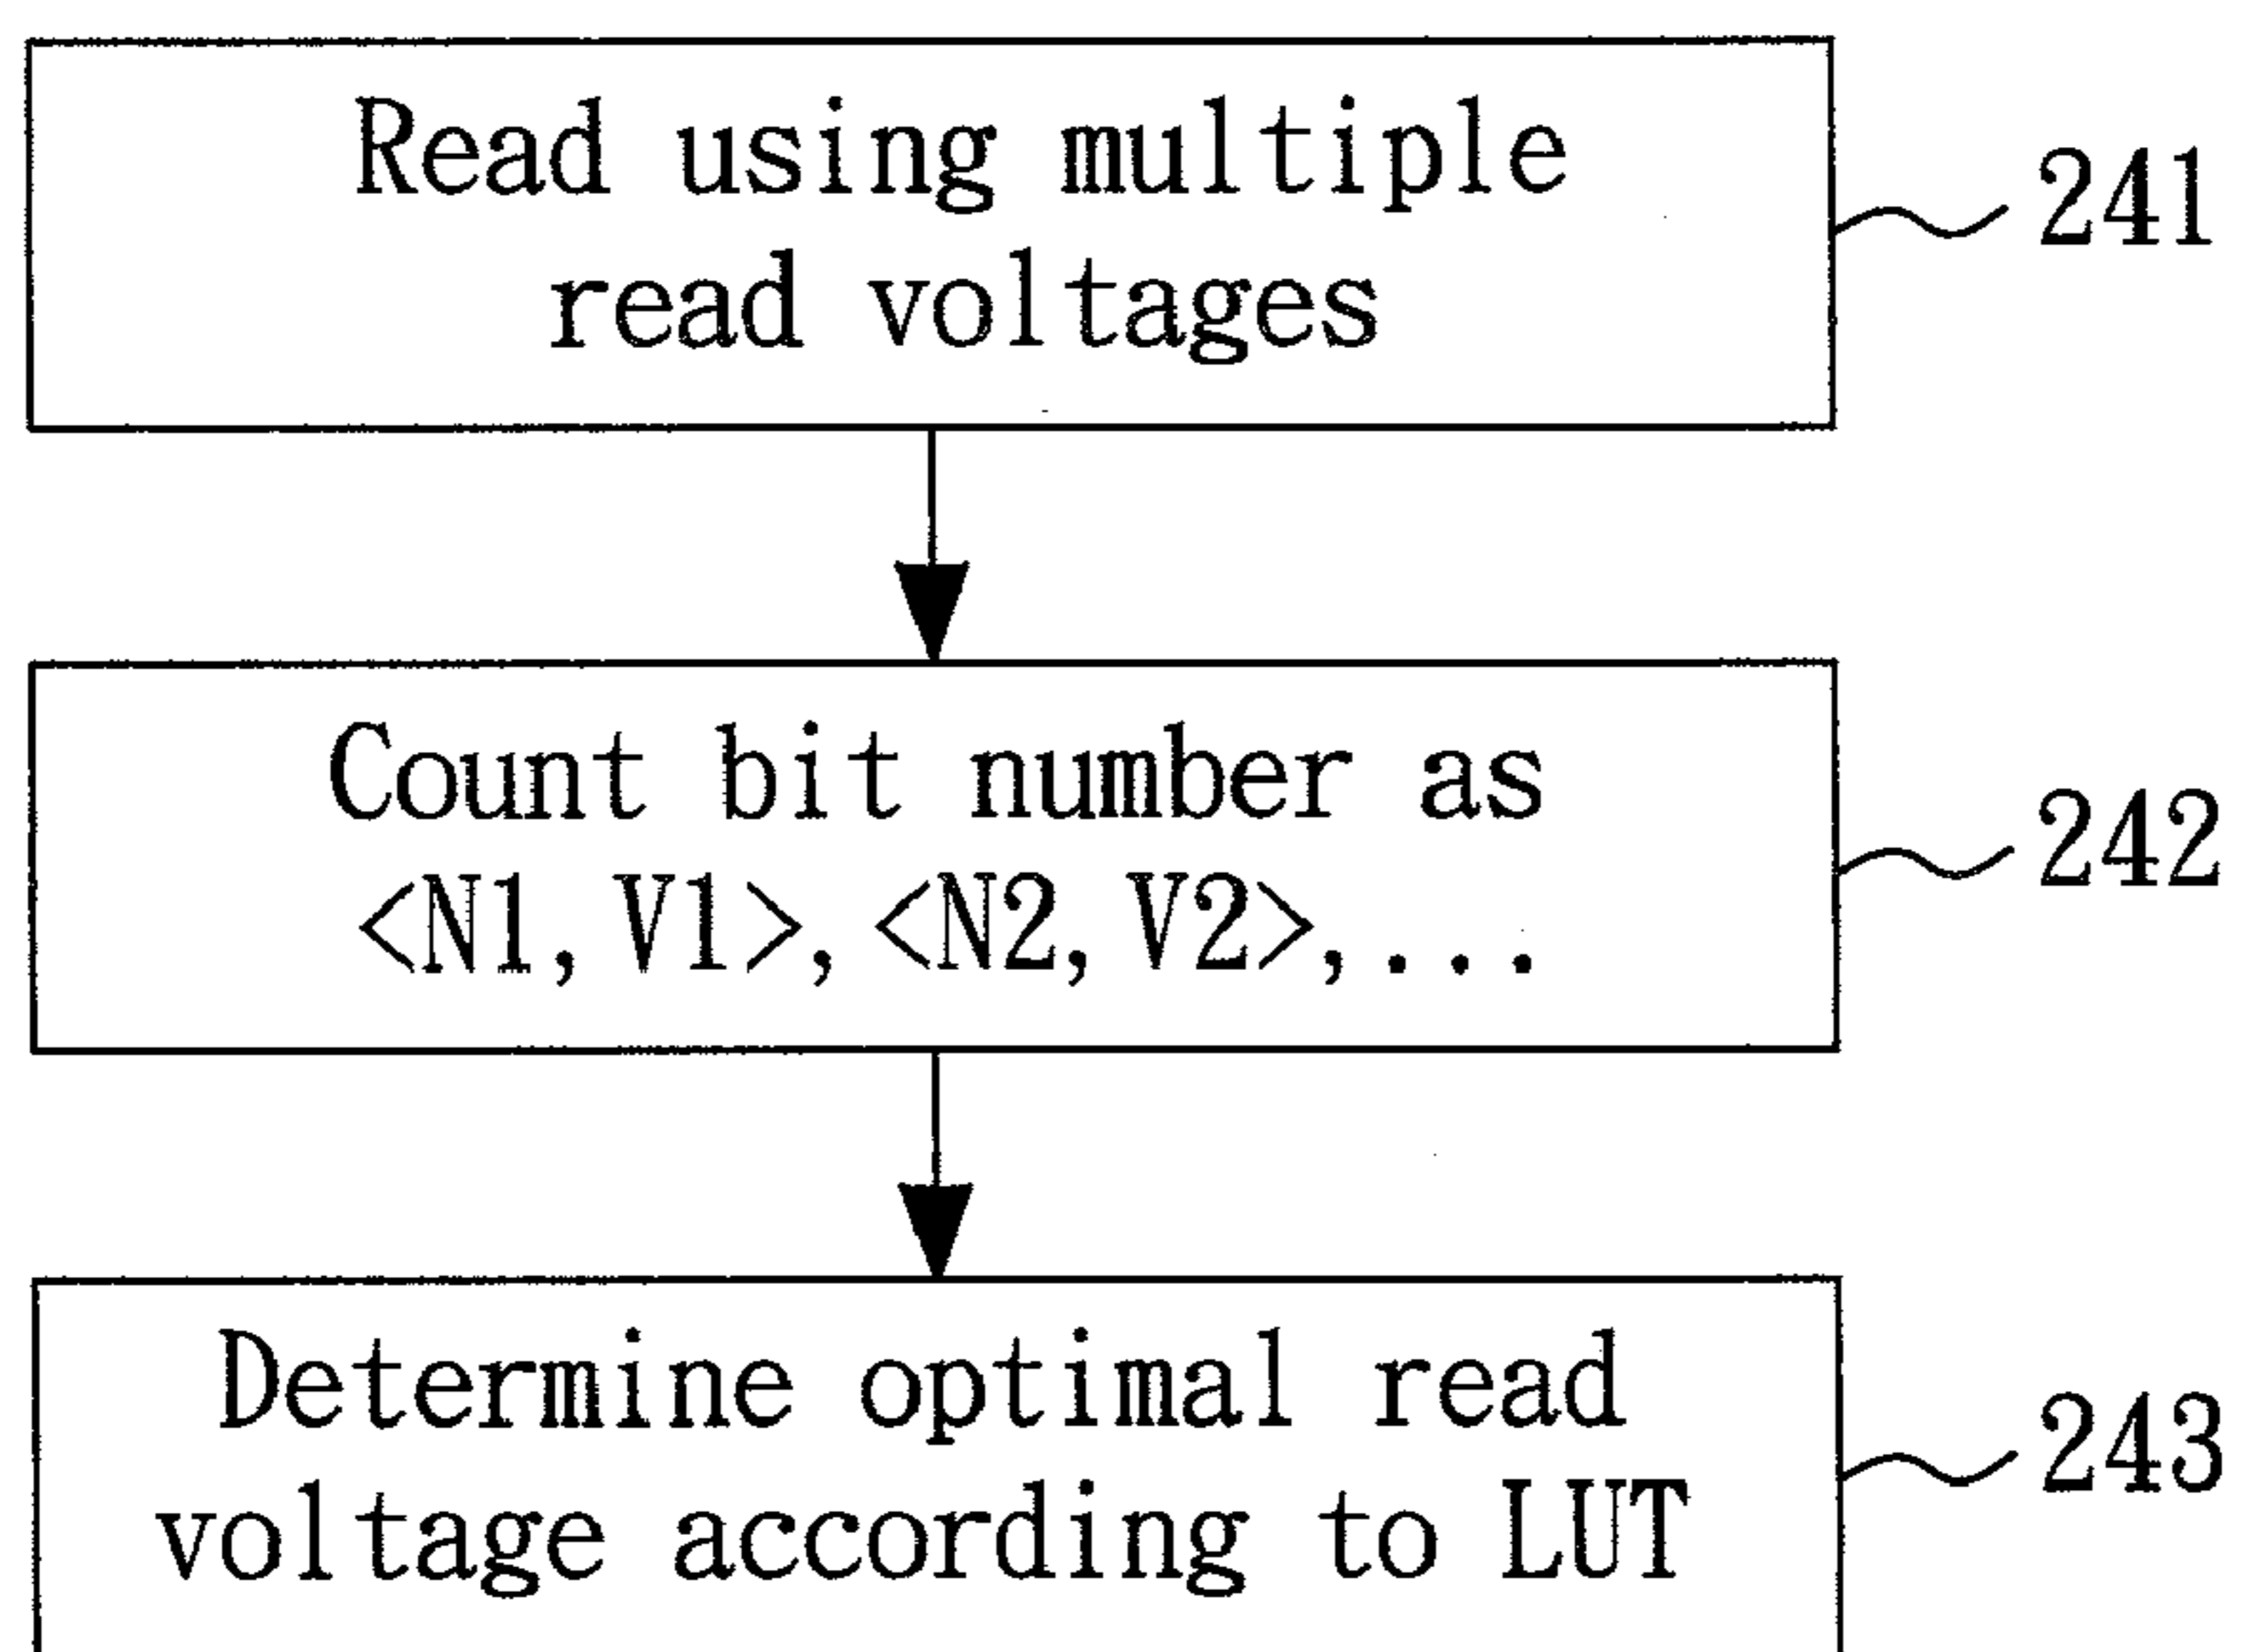 Read using multiple
read voltages
241
Count bit number as
<N1,V1>,<N2,V2>,...
242
Determine optimal read
voltage according to LUT
243